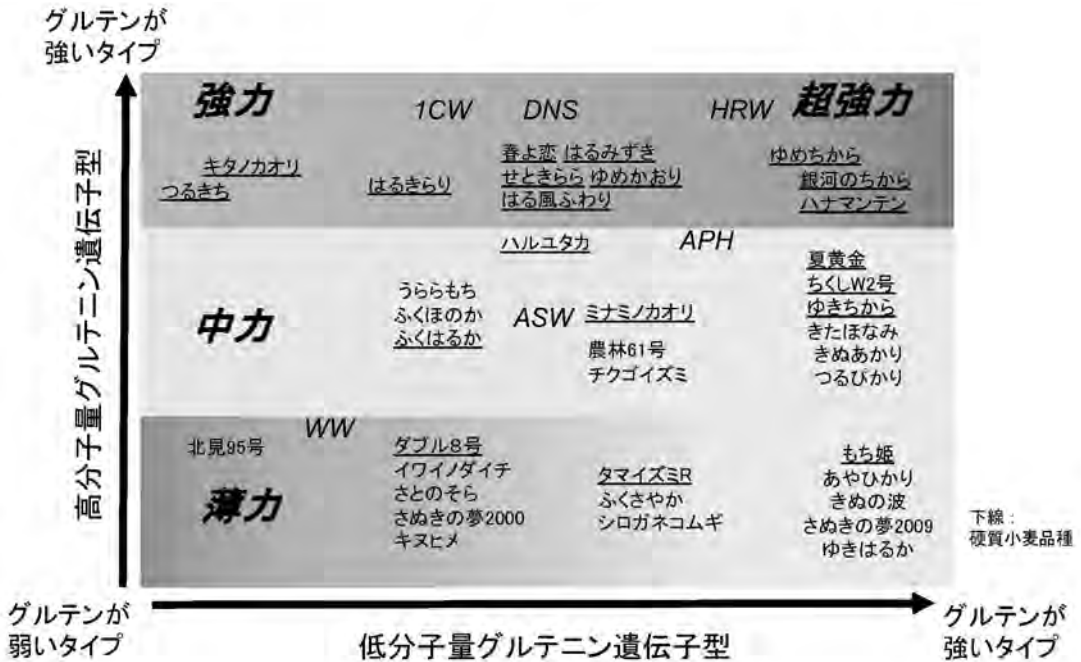 グルテンが
強いタイプ
高分子量グルテニン遺伝子型
強力
1CW
DNS
HRW
超強力
キタノカオリ
つるきち
はるきらり
春よ恋 はるみずき
せときらら ゆめかおり
はる風ふわり
ゆめちから
銀河のちから
ハナマンテン
中力
ハルユタカ
APH
うららもち
ふくほのか
ふくはるか
ASW
ミナミノカオリ
農林61号
チクゴイズミ
夏黄金
ちくしW2号
ゆきちから
きたほなみ
きぬあかり
つるぴかり
北見95号
WW
薄力
ダブル8号
イワイノダイチ
さとのそら
さぬきの夢2000
キヌヒメ
タマイズミR
ふくさやか
シロガネコムギ
もち姫
あやひかり
きぬの波
さぬきの夢2009
ゆきはるか
下線：
硬質小麦品種
グルテンが
弱いタイプ
低分子量グルテニン遺伝子型
グルテンが
強いタイプ